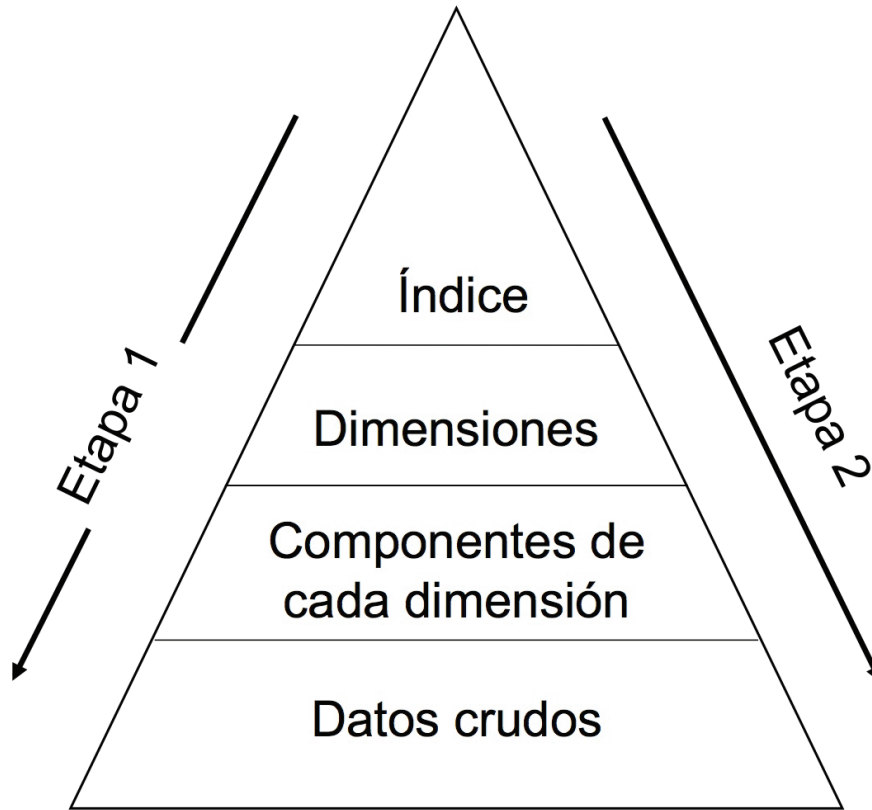 Índice
Etapa 1
Dimensiones
Etapa 2
Componentes de
cada dimensión
Datos crudos